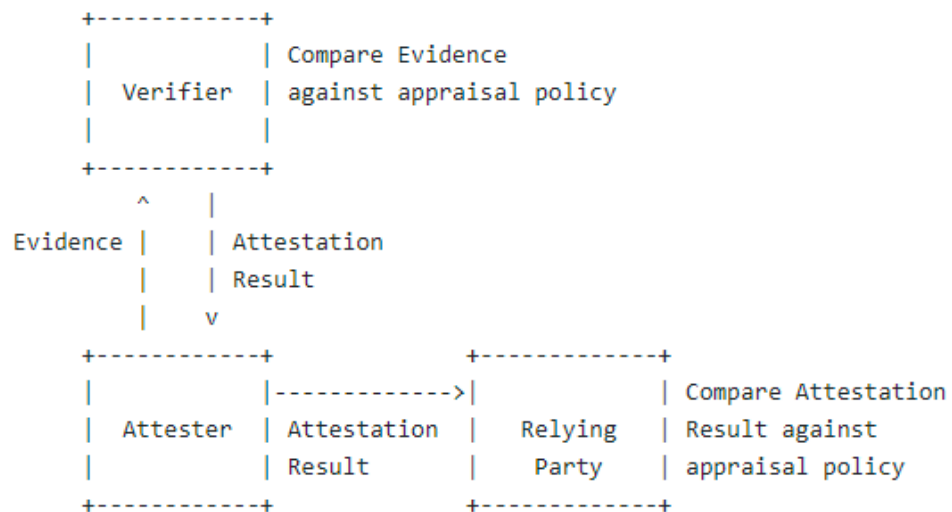 Compare Evidence
Verifier against appraisal policy
Evidence Attestation
Result
Compare Attestation
Attester Attestation Relying Result against
Result Party appraisal policy